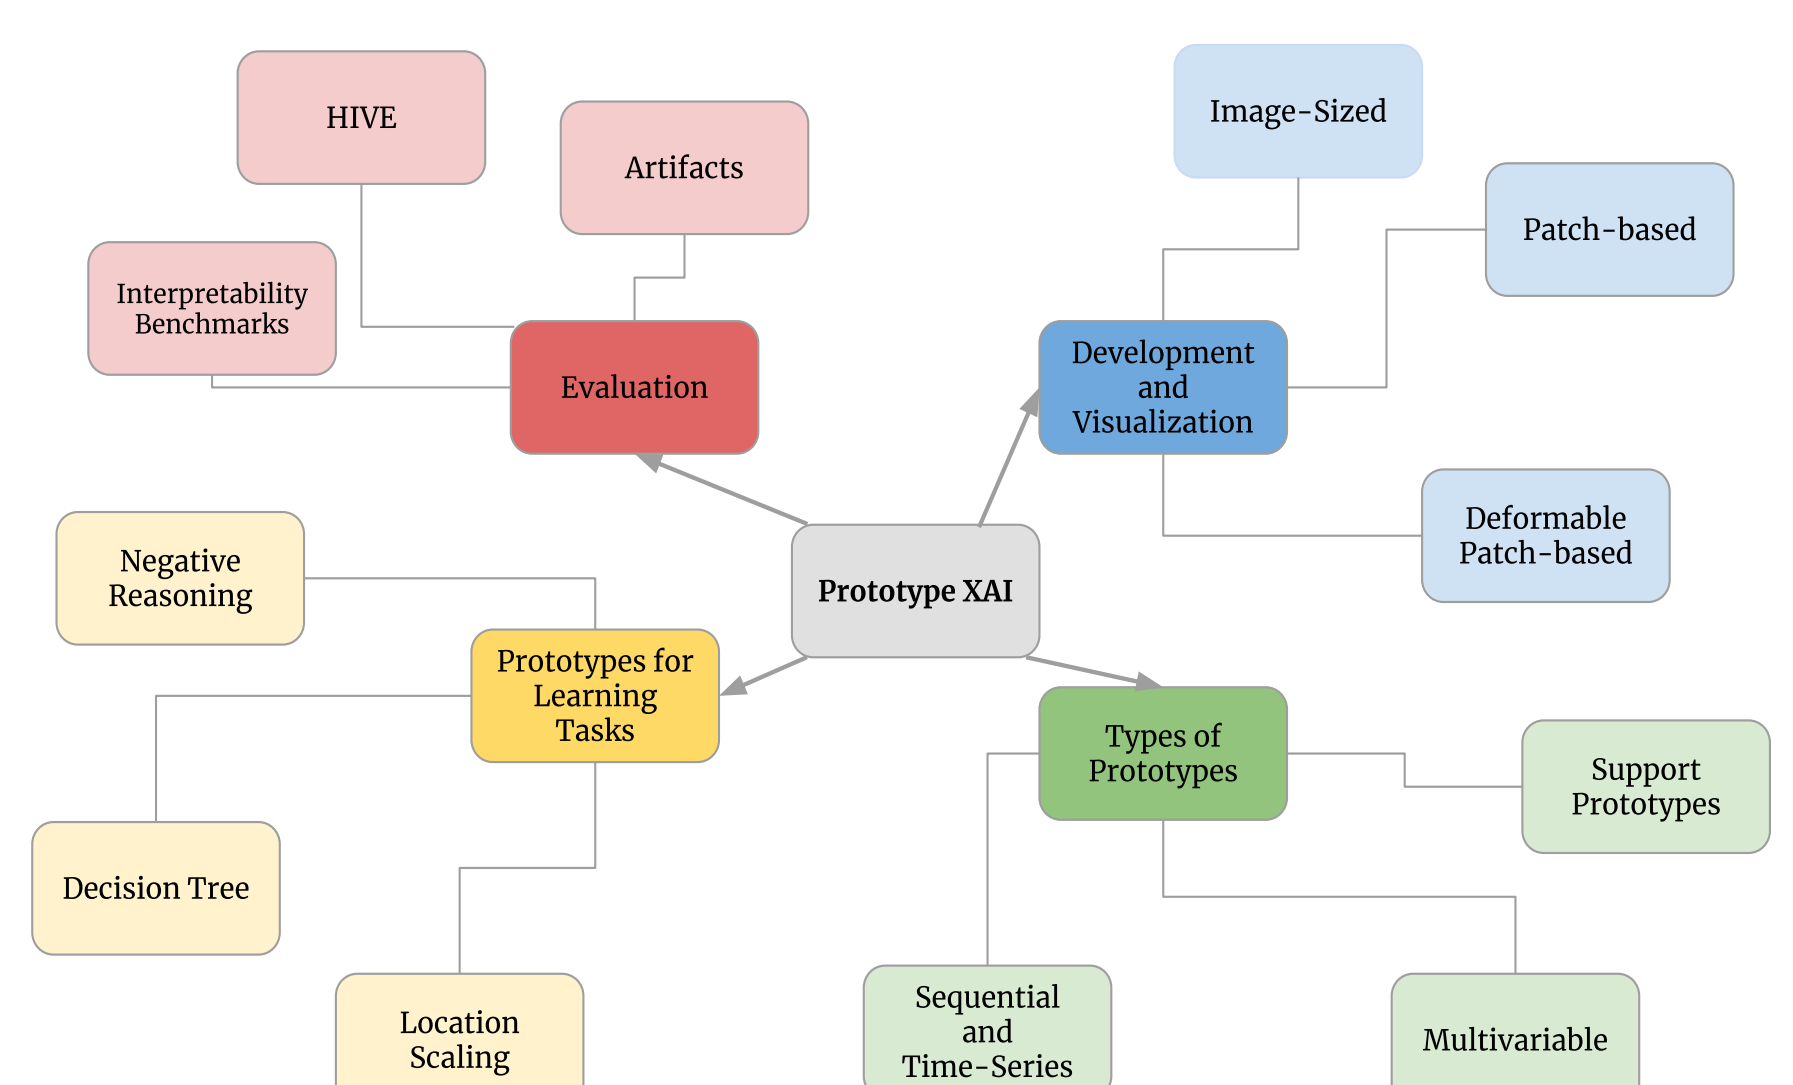 HIVE
Artifacts
Interpretability
Benchmarks
Evaluation
Image-Sized
Patch-based
Development
and
Visualization
Deformable
Patch-based
Prototype XAI
Negative
Reasoning
Prototypes for
Learning
Tasks
Decision Tree
Location
Scaling
Types of
Prototypes
Support
Prototypes
Sequential
and
Time-Series
Multivariable